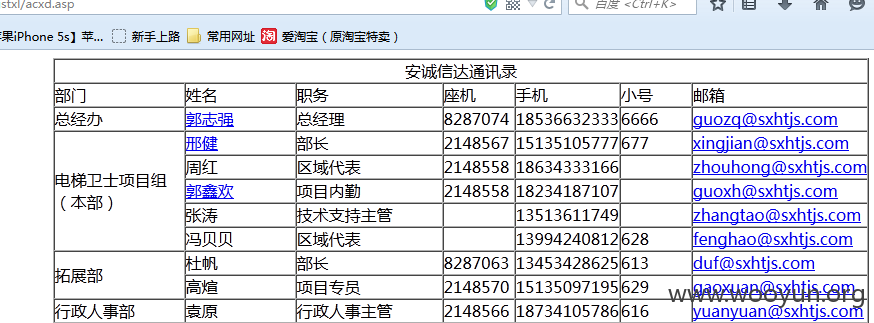 stxl/acxd.asp
百度 <Ctrl+K>
果iPhone 5s】苹... 新手上路 常用网址 淘 爱淘宝（原淘宝特卖）
安诚信达通讯录
部门 姓名 职务 座机 手机 小号 邮箱
总经办 郭志强 总经理 8287074 18536632333 6666 guozq@sxhtjs.com
电梯卫士项目组（本部） 邢健 部长 2148567 15135105777 677 xingjian@sxhtjs.com
周红 区域代表 2148558 18634333166 zhouhong@sxhtjs.com
郭鑫欢 项目内勤 2148558 18234187107 guoxh@sxhtjs.com
张涛 技术支持主管 13513611749 zhangtao@sxhtjs.com
冯贝贝 区域代表 13994240812 628 fenghao@sxhtjs.com
拓展部 杜帆 部长 8287063 13453428625 613 duf@sxhtjs.com
高煊 项目专员 2148570 15135097195 629 gaoxuan@sxhtjs.com
www.wooyun.org
行政人事部 袁原 行政人事主管 2148566 18734105786 616 yuanyuan@sxhtjs.com